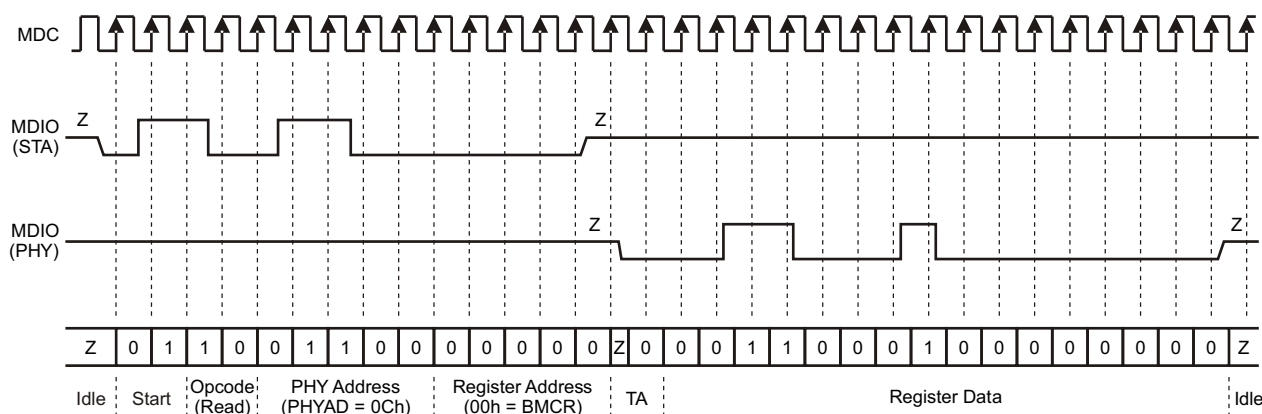 MDC
Z Z
MDIO
(STA)
Z Z
MDIO
(PHY)
Z 0 1 1 0 0 1 1 0 0 0 0 0 0 0 Z 0 0 0 1 1 0 0 0 1 0 0 0 0 0 0 0 0 Z
Idle Start Opcode PHY Address Register Address TA Register Data Idle
(Read) (PHYAD = 0Ch) (00h = BMCR)